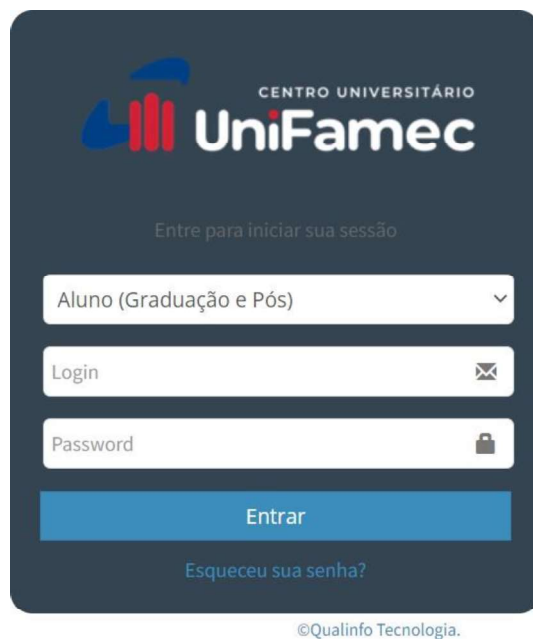 CENTRO UNIVERSITÁRIO
UniFamec
Entre para iniciar sua sessão
Aluno (Graduação e Pós)
Login
Password
Entrar
Esqueceu sua senha?
©Qualinfo Tecnologia.